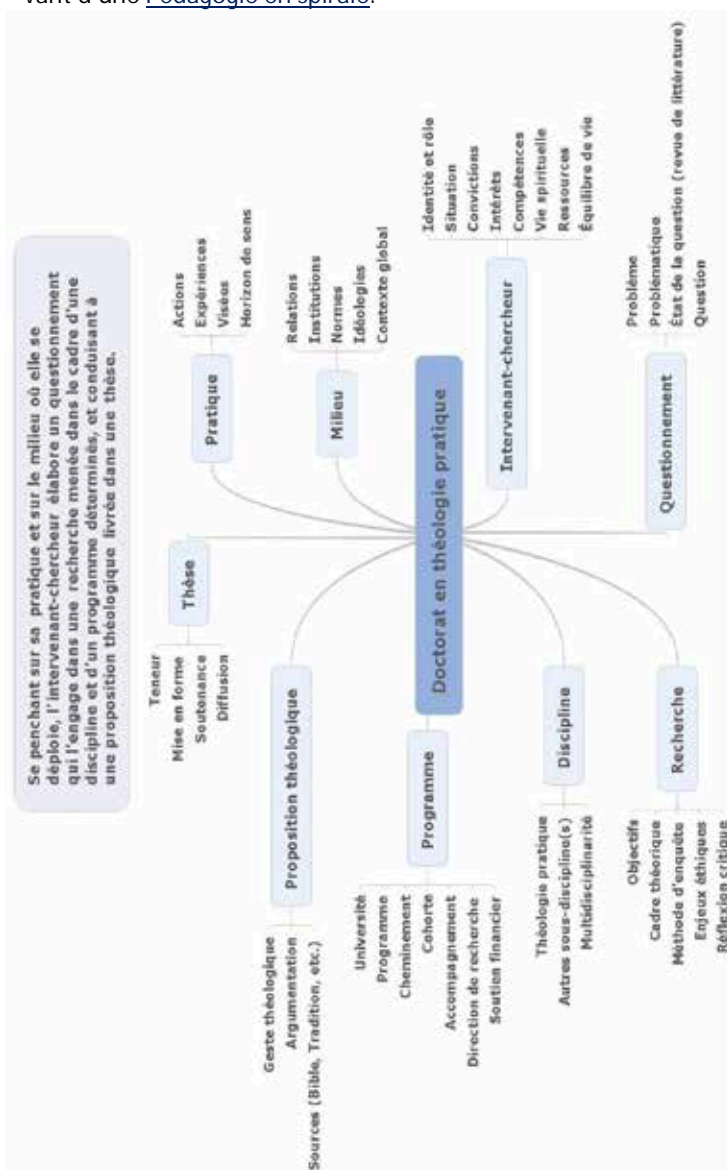 vant d'une Pédagogie en spirale.
Se penchant sur sa pratique et sur le milieu où elle se
déploie, l'intervenant-chercheur élabore un questionnement
qui l'engage dans une recherche menée dans le cadre d'une
discipline et d'un programme déterminés, et conduisant à
une proposition théologique livrée dans une thèse.
Doctorat en théologie pratique
Pratique
Actions
Expériences
Visées
Horizon de sens
Milieu
Relations
Institutions
Normes
Idéologies
Contexte global
Intervenant-chercheur
Identité et rôle
Situation
Convictions
Intérêts
Compétences
Vie spirituelle
Ressources
Équilibre de vie
Questionnement
Problème
Problématique
État de la question (revue de littérature)
Question
Thèse
Teneur
Mise en forme
Soutenance
Diffusion
Proposition théologique
Geste théologique
Argumentation
Sources (Bible, Tradition, etc.)
Programme
Université
Programme
Cheminement
Cohorte
Accompagnement
Direction de recherche
Soutien financier
Discipline
Théologie pratique
Autres sous-discipline(s)
Multidisciplinarité
Recherche
Objectifs
Cadre théorique
Méthode d'enquête
Enjeux éthiques
Réflexion critique